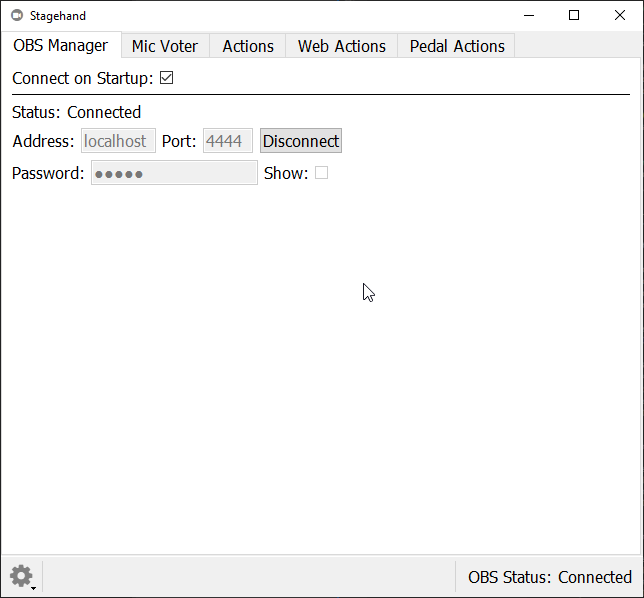 Stagehand
OBS Manager Mic Voter Actions Web Actions Pedal Actions
Connect on Startup:
Status: Connected
Address: localhost Port: 4444 Disconnect
Password: ●●●●● Show:
OBS Status: Connected